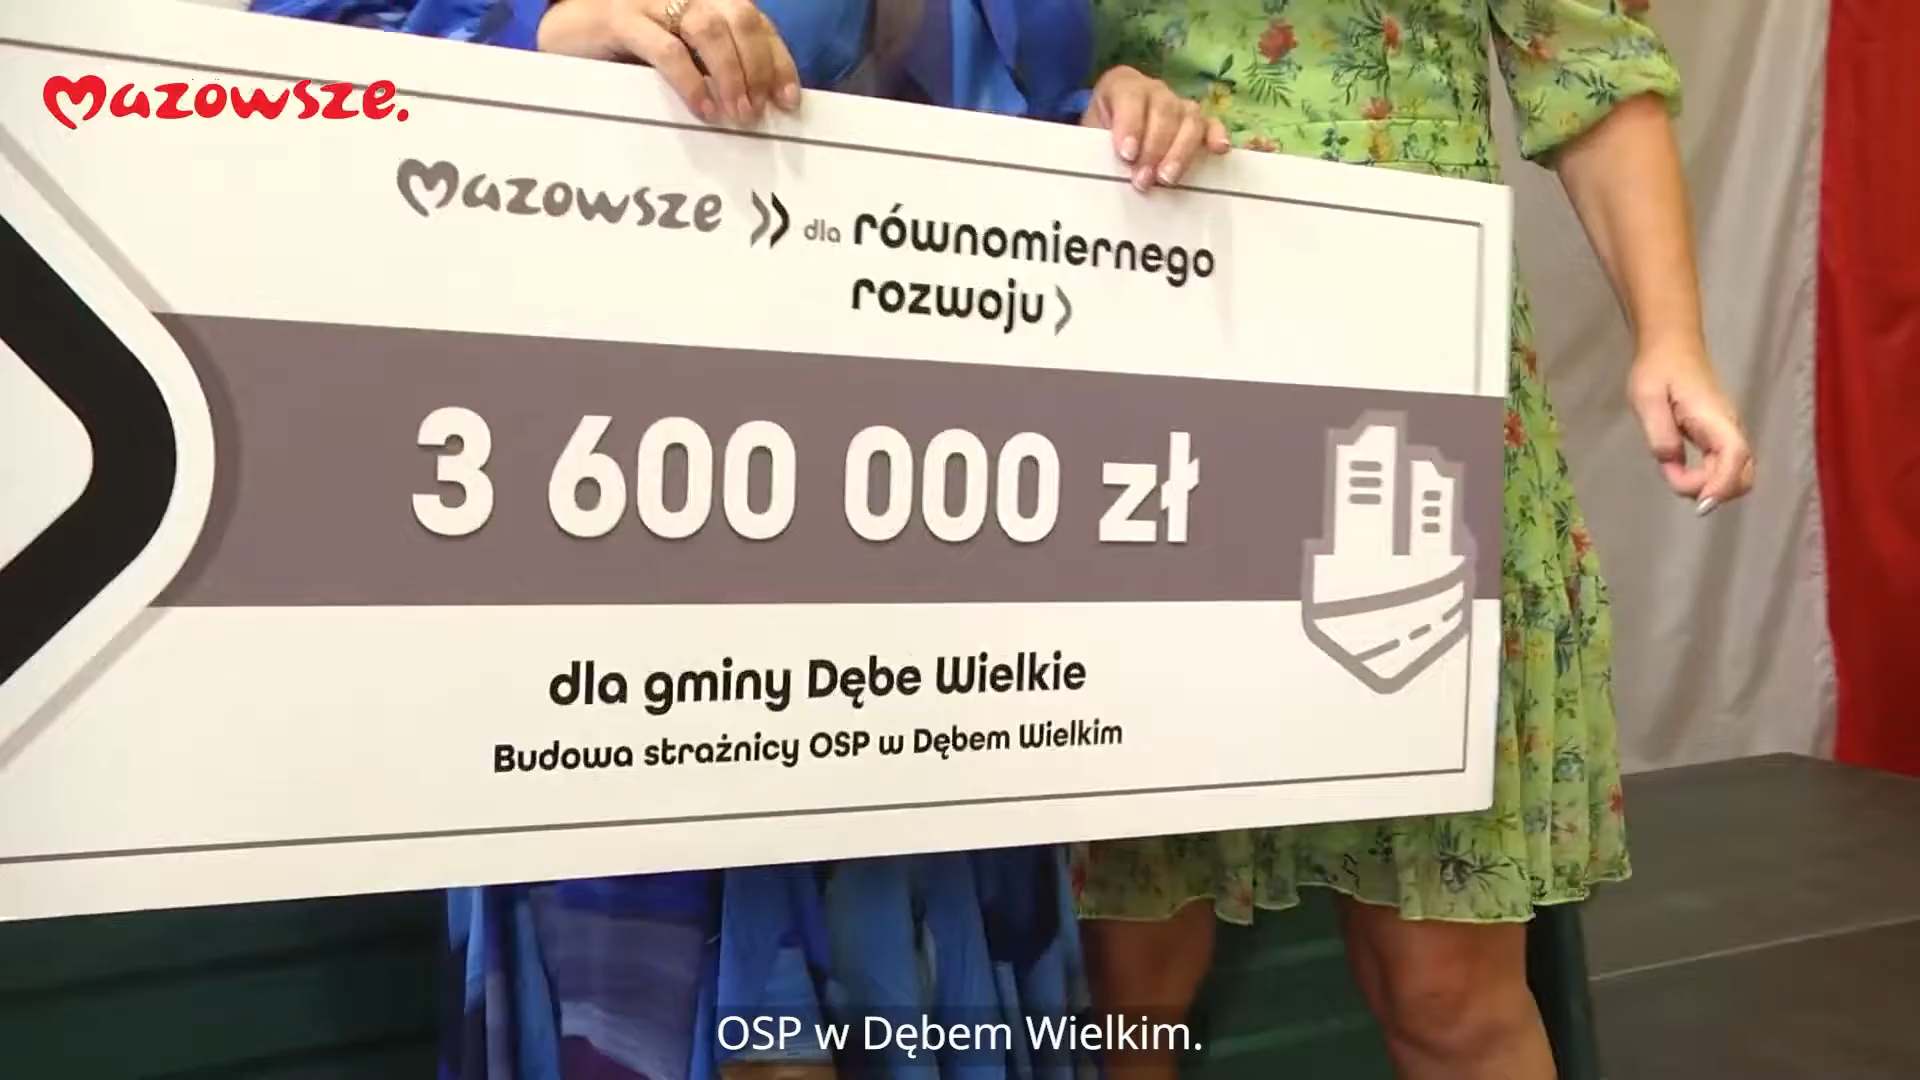 Mazowsze.
Mazowsze dla równomiernego
rozwoju
3 600 000 zł
dla gminy Dębe Wielkie
Budowa strażnicy OSP w Dębem Wielkim
OSP w Dębem Wielkim.